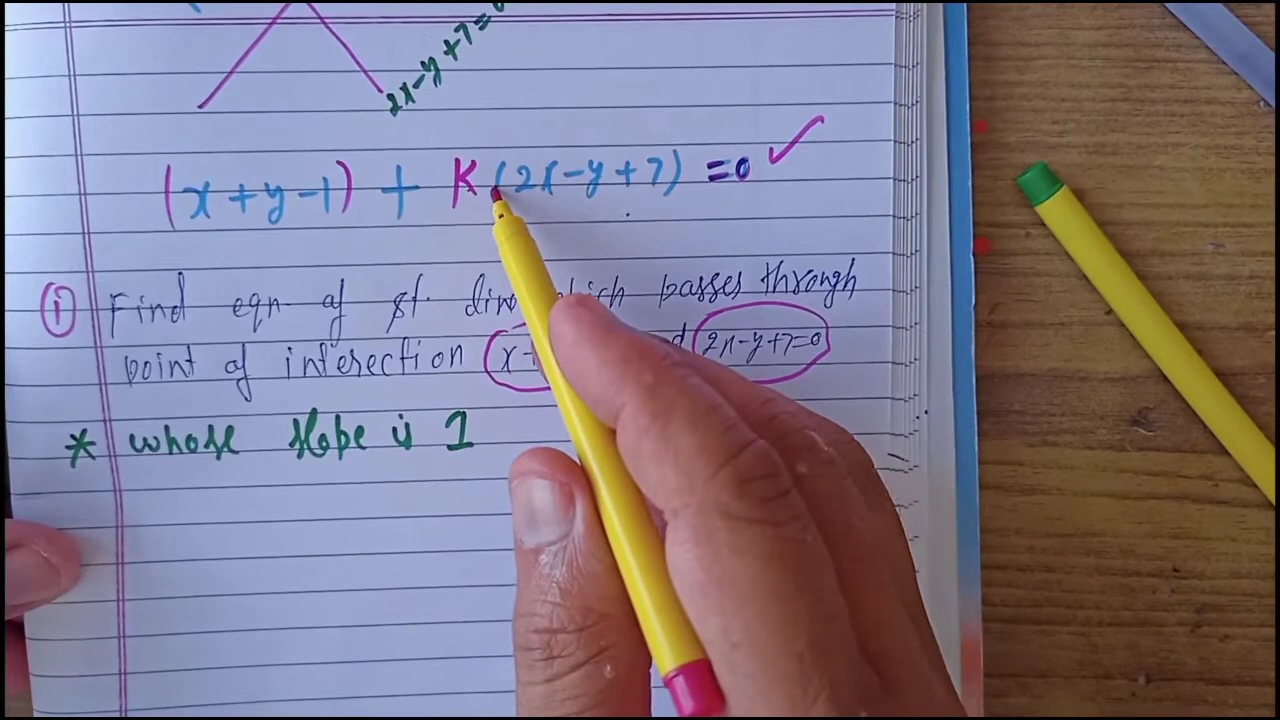 2x-y+7=0
(x+y-1) + K(2x-y+7) =0 ✓
(i) Find eqn. of st. line which passes through
point of intersection x+ 2x-y+7=0
* whose slope is 1